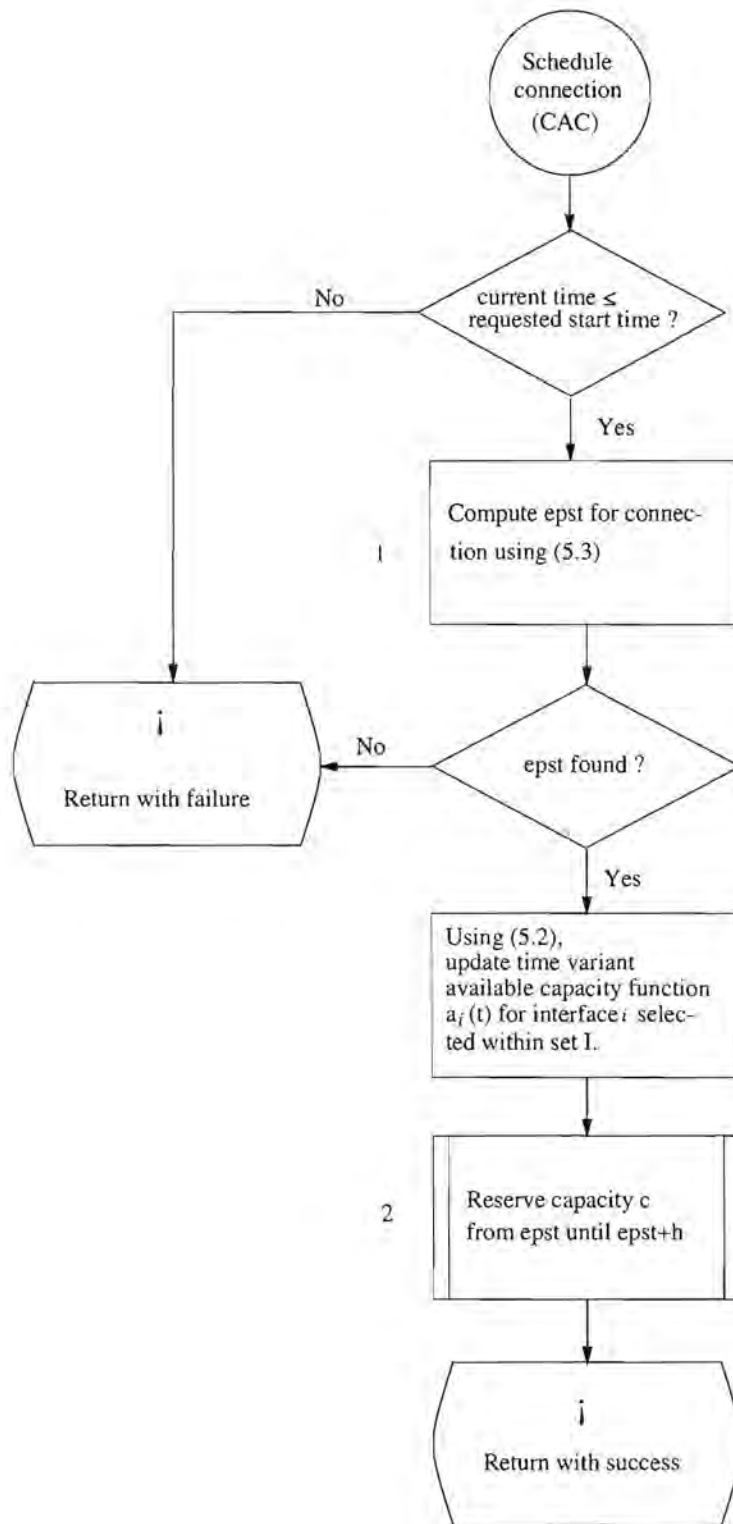 Schedule
connection
(CAC)
current time ≤
requested start time ?
No
Yes
1
Compute epst for connec-
tion using (5.3)
i
Return with failure
No
epst found ?
Yes
Using (5.2),
update time variant
available capacity function
a_i (t) for interface i selec-
ted within set I.
2
Reserve capacity c
from epst until epst+h
i
Return with success